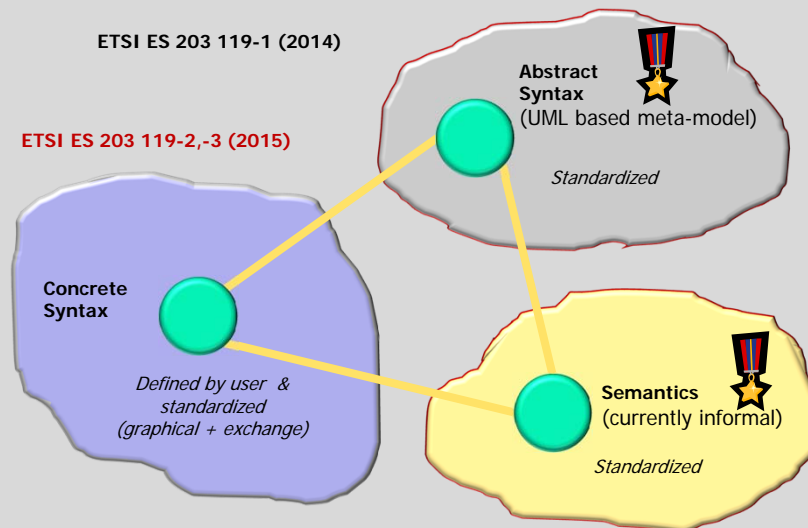 ETSI ES 203 119-1 (2014)
Abstract
Syntax
(UML based meta-model)
Standardized
ETSI ES 203 119-2,-3 (2015)
Concrete
Syntax
Defined by user &
standardized
(graphical + exchange)
Semantics
(currently informal)
Standardized